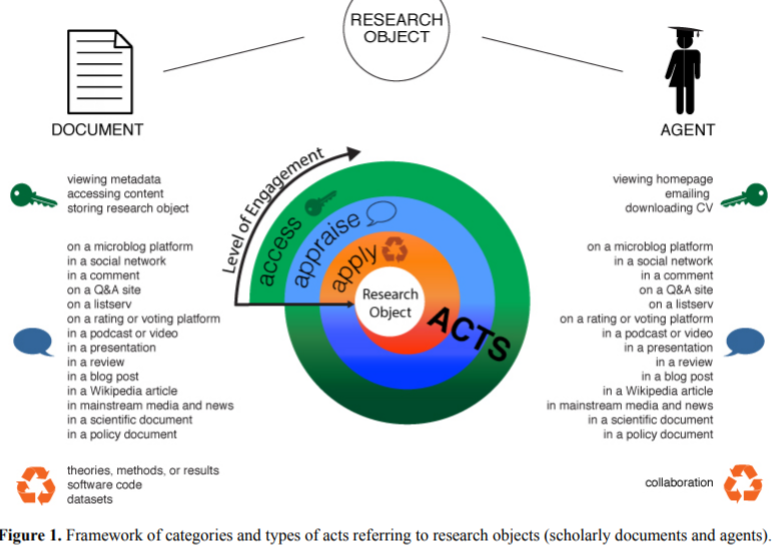 RESEARCH
OBJECT
DOCUMENT
AGENT
viewing metadata
accessing content
storing research object
on a microblog platform
in a social network
in a comment
on a Q&A site
on a listserv
on a rating or voting platform
in a podcast or video
in a presentation
in a review
in a blog post
in a Wikipedia article
in mainstream media and news
in a scientific document
in a policy document
theories, methods, or results
software code
datasets
Level of Engagement
access
appraise
apply
Research
Object
ACTS
viewing homepage
emailing
downloading CV
on a microblog platform
in a social network
in a comment
on a Q&A site
on a listserv
on a rating or voting platform
in a podcast or video
in a presentation
in a review
in a blog post
in a Wikipedia article
in mainstream media and news
in a scientific document
in a policy document
collaboration
Figure 1. Framework of categories and types of acts referring to research objects (scholarly documents and agents).